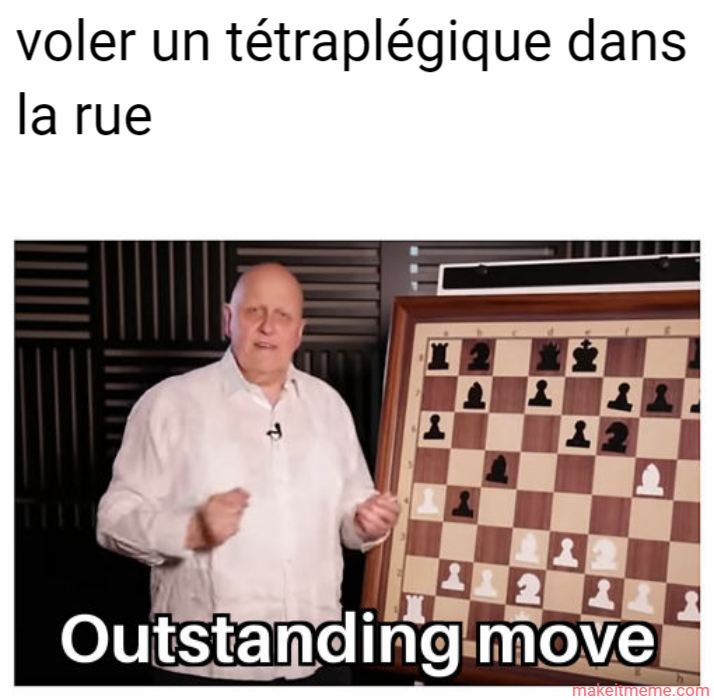 voler un tétraplégique dans
la rue
Outstanding move
makeitmeme.com